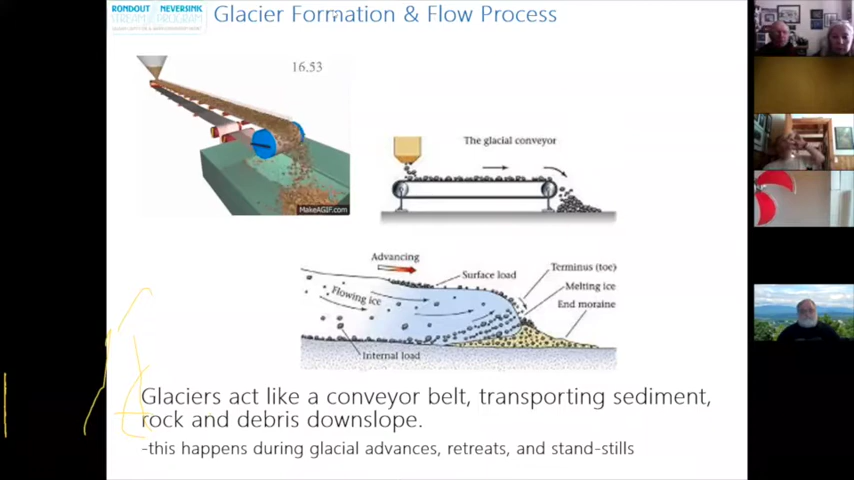 RONDOUT NEVERSINK
STREAM PROGRAM
Glacier Formation & Flow Process
16.53
MakeAGIF.com
The glacial conveyor
Advancing
Surface load
Terminus (toe)
Flowing ice
Melting ice
End moraine
Internal load
Glaciers act like a conveyor belt, transporting sediment,
rock and debris downslope.
-this happens during glacial advances, retreats, and stand-stills